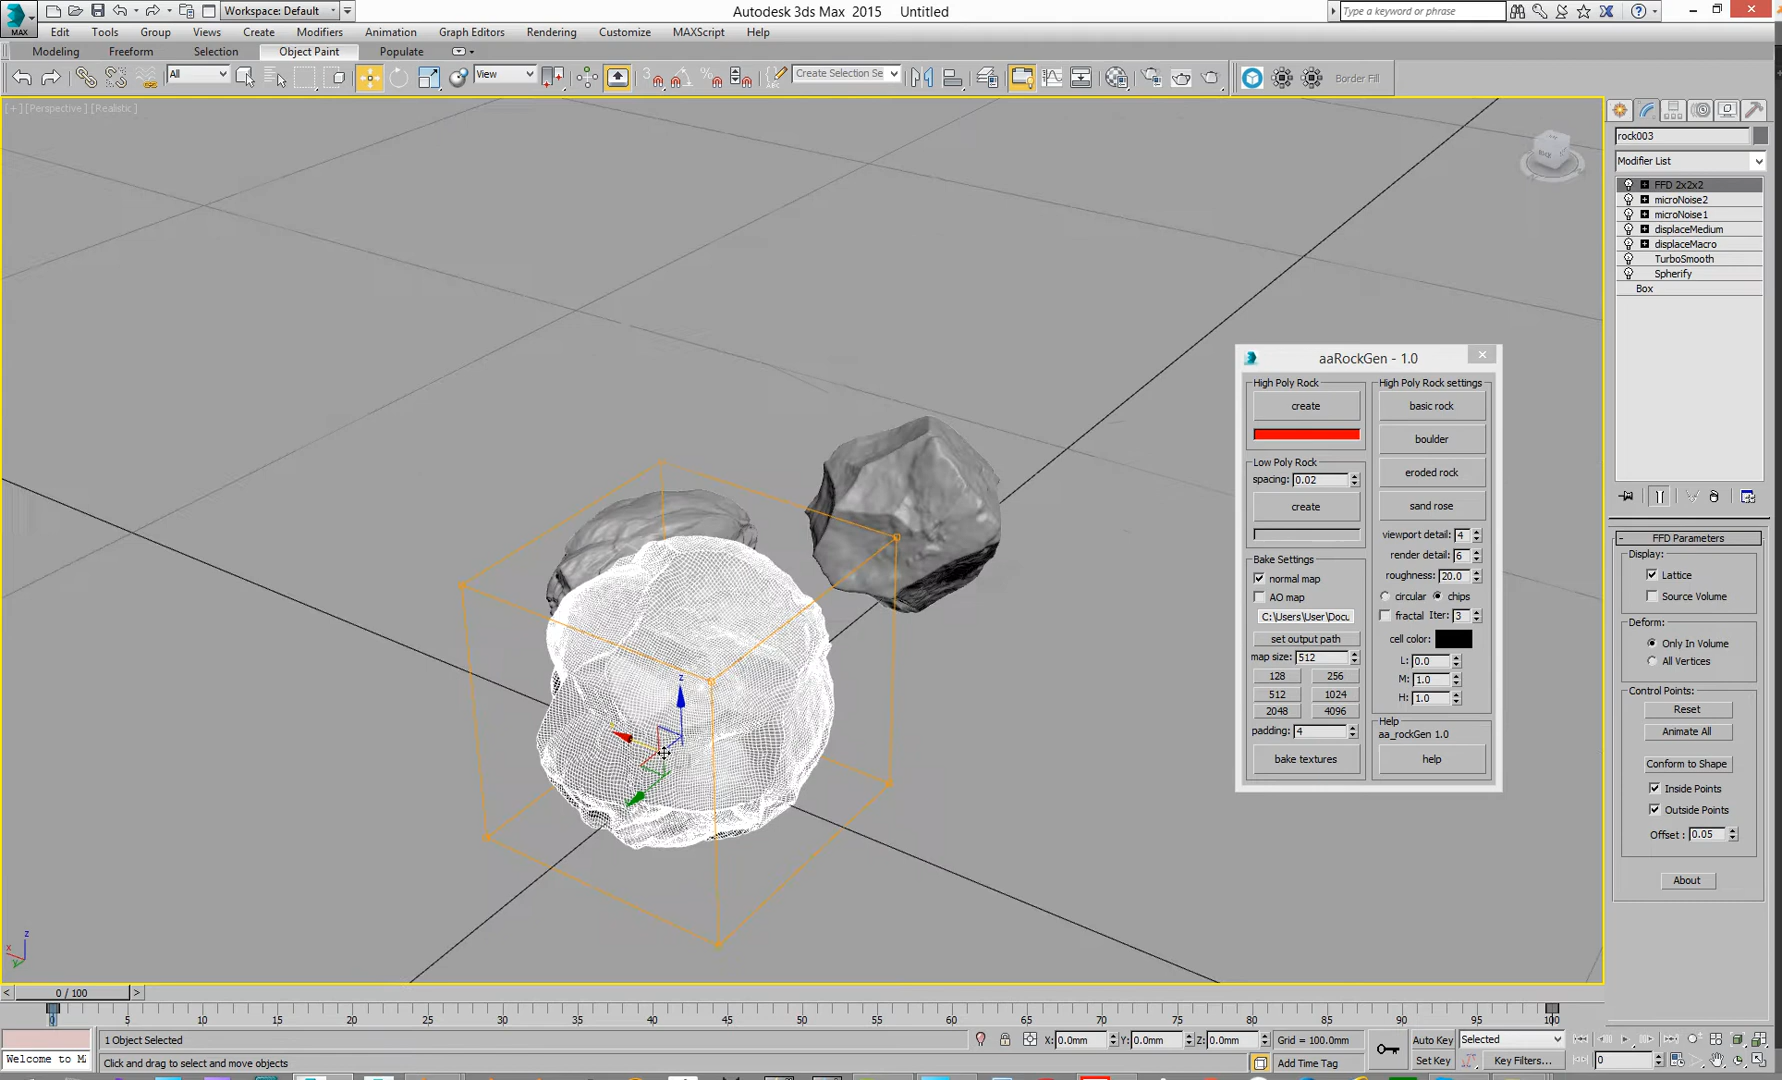 Workspace: Default
Autodesk 3ds Max 2015 Untitled
Type a keyword or phrase
MAX
Edit Tools Group Views Create Modifiers Animation Graph Editors Rendering Customize MAXScript Help
Modeling Freeform Selection Object Paint Populate
All
View
Create Selection Se
Border Fill
[+] [Perspective] [Realistic]
rock003
Modifier List
FFD 2x2x2
microNoise2
microNoise1
displaceMedium
displaceMacro
TurboSmooth
Spherify
Box
aaRockGen - 1.0
High Poly Rock
create
Low Poly Rock
spacing: 0.02
create
Bake Settings
normal map
AO map
C:\Users\User\Docu
set output path
map size: 512
128 256
512 1024
2048 4096
padding: 4
bake textures
High Poly Rock settings
basic rock
boulder
eroded rock
sand rose
viewport detail: 4
render detail: 6
roughness: 20.0
circular chips
fractal Iter: 3
cell color:
L: 0.0
M: 1.0
H: 1.0
Help
aa_rockGen 1.0
help
FFD Parameters
Display:
Lattice
Source Volume
Deform:
Only In Volume
All Vertices
Control Points:
Reset
Animate All
Conform to Shape
Inside Points
Outside Points
Offset : 0.05
About
z
z
x
y
< 0 / 100 >
0 5 10 15 20 25 30 35 40 45 50 55 60 65 70 75 80 85 90 95 100
1 Object Selected
X: 0.0mm Y: 0.0mm Z: 0.0mm Grid = 100.0mm
Auto Key Selected
Welcome to M
Click and drag to select and move objects
Add Time Tag
Set Key Key Filters...
0